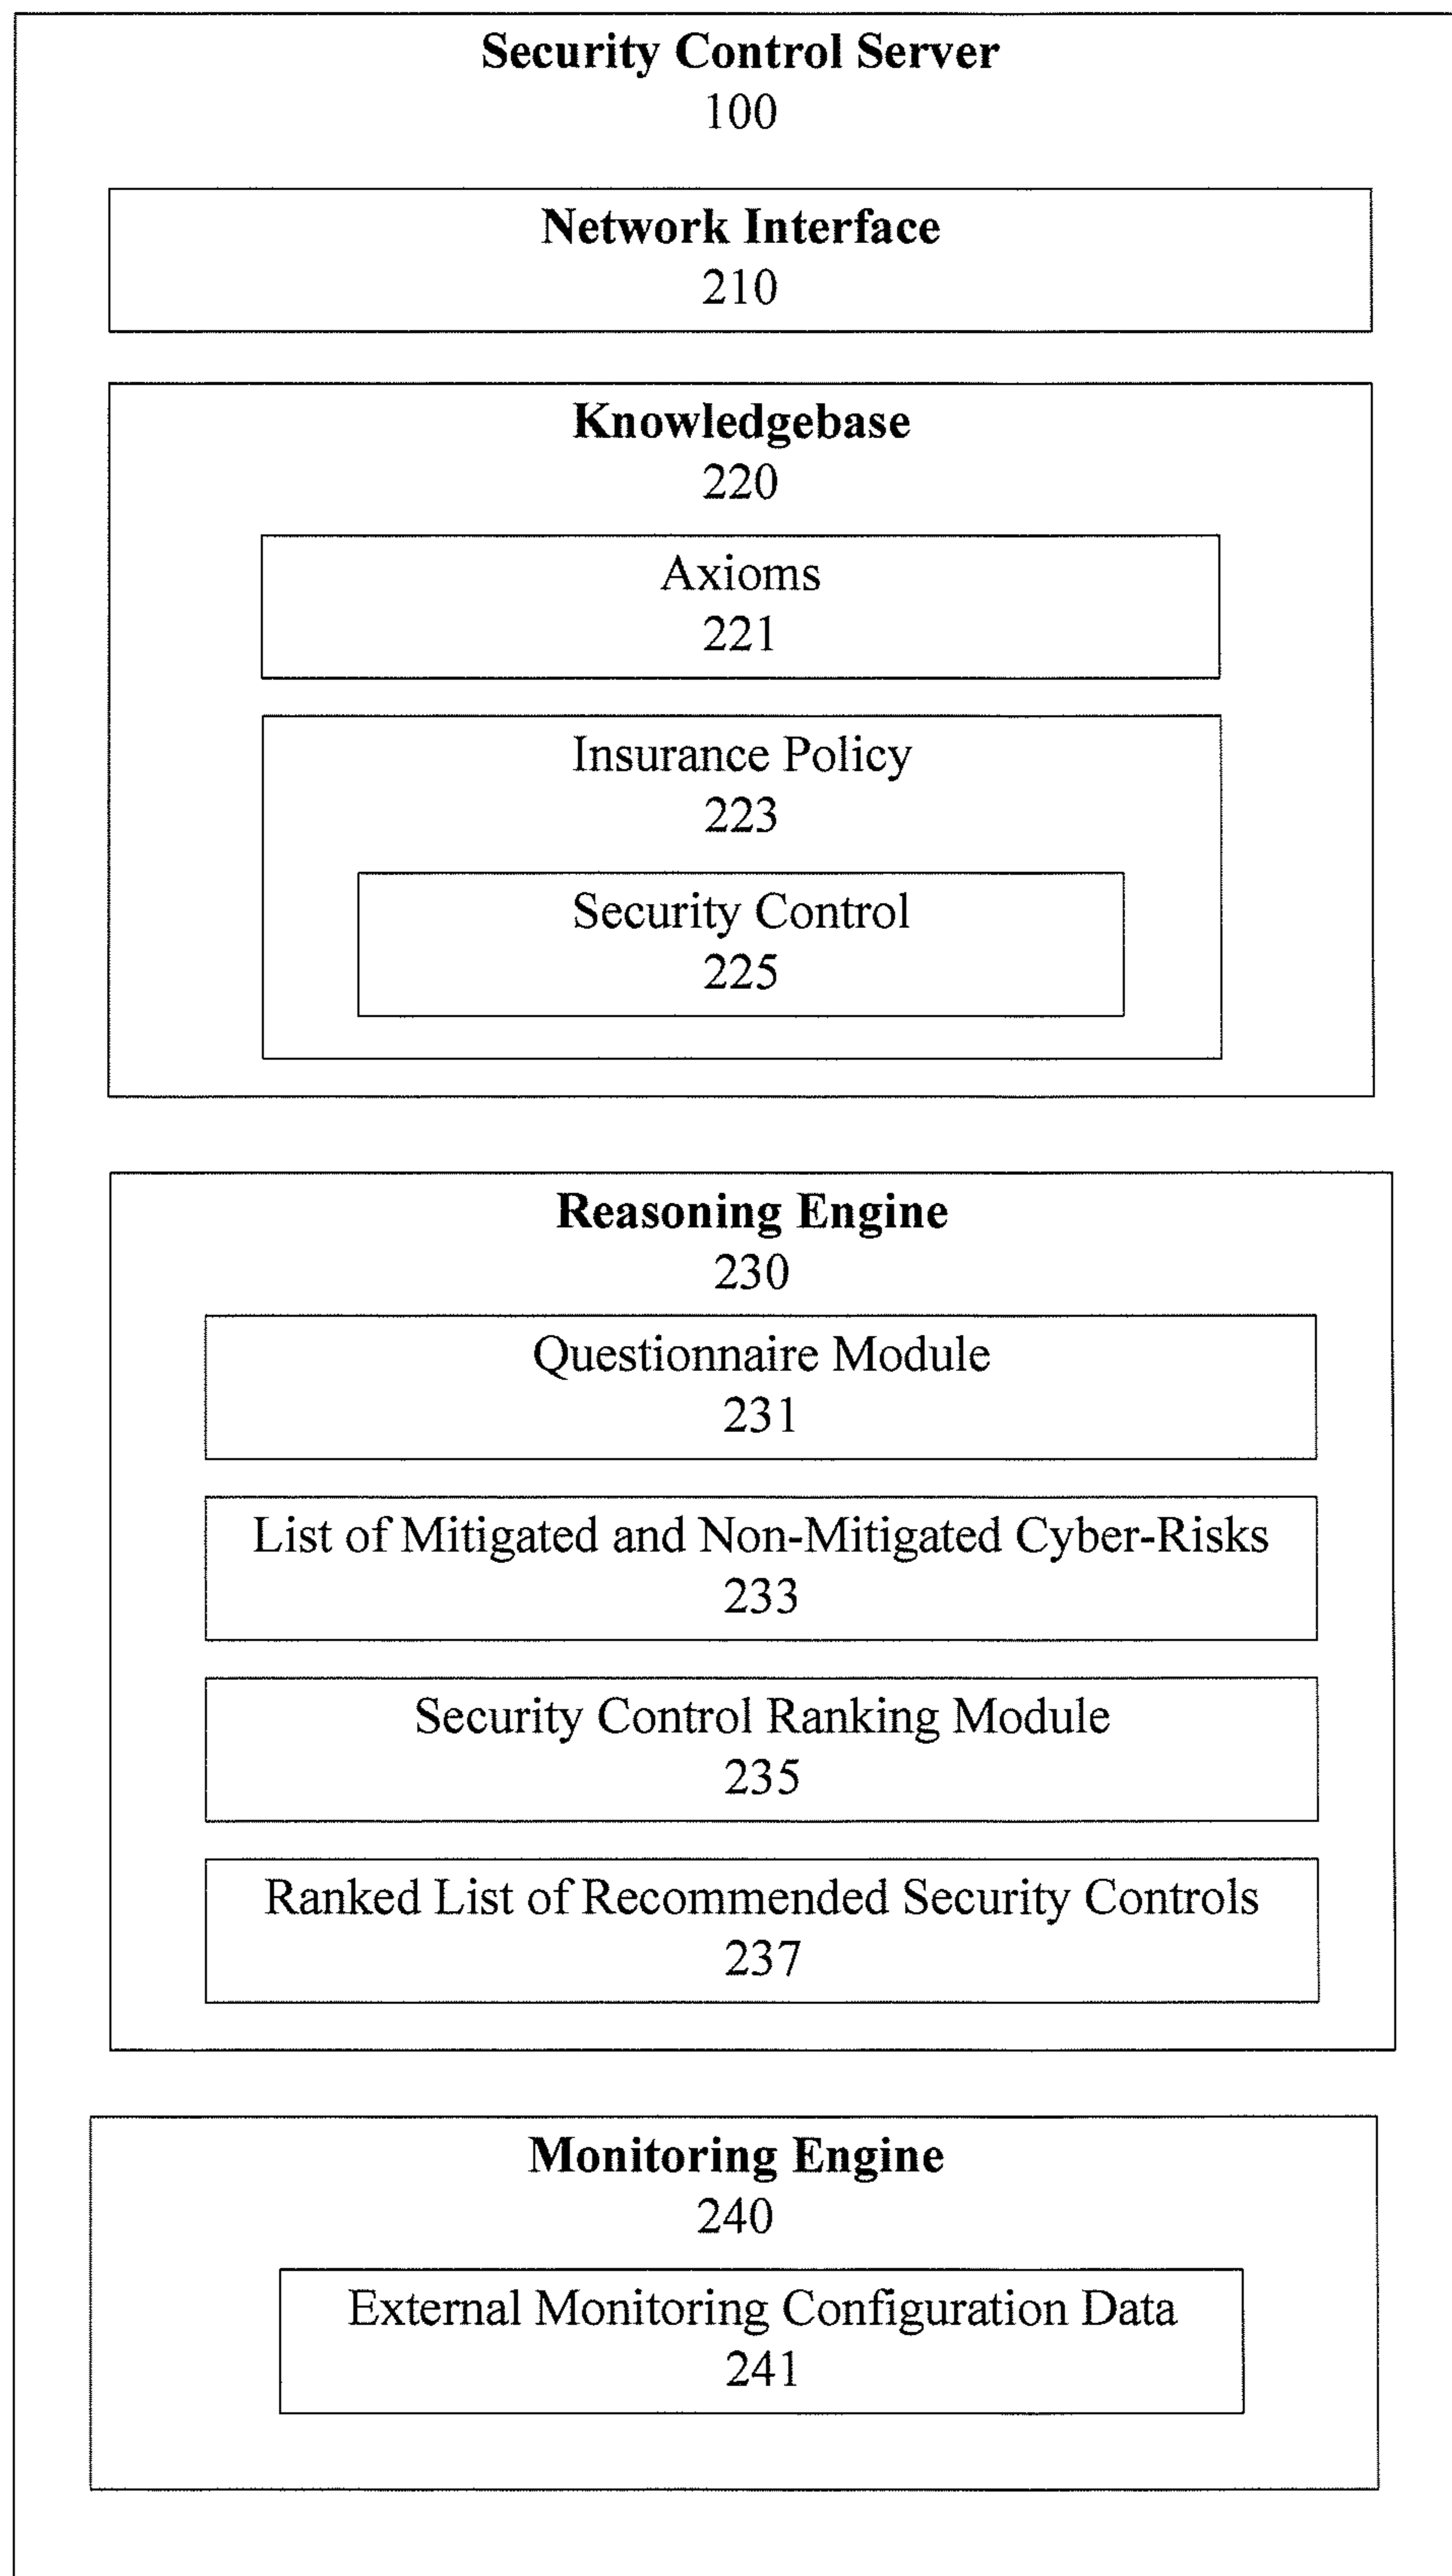 Security Control Server
100
Network Interface
210
Knowledgebase
220
Axioms
221
Insurance Policy
223
Security Control
225
Reasoning Engine
230
Questionnaire Module
231
List of Mitigated and Non-Mitigated Cyber-Risks
233
Security Control Ranking Module
235
Ranked List of Recommended Security Controls
237
Monitoring Engine
240
External Monitoring Configuration Data
241